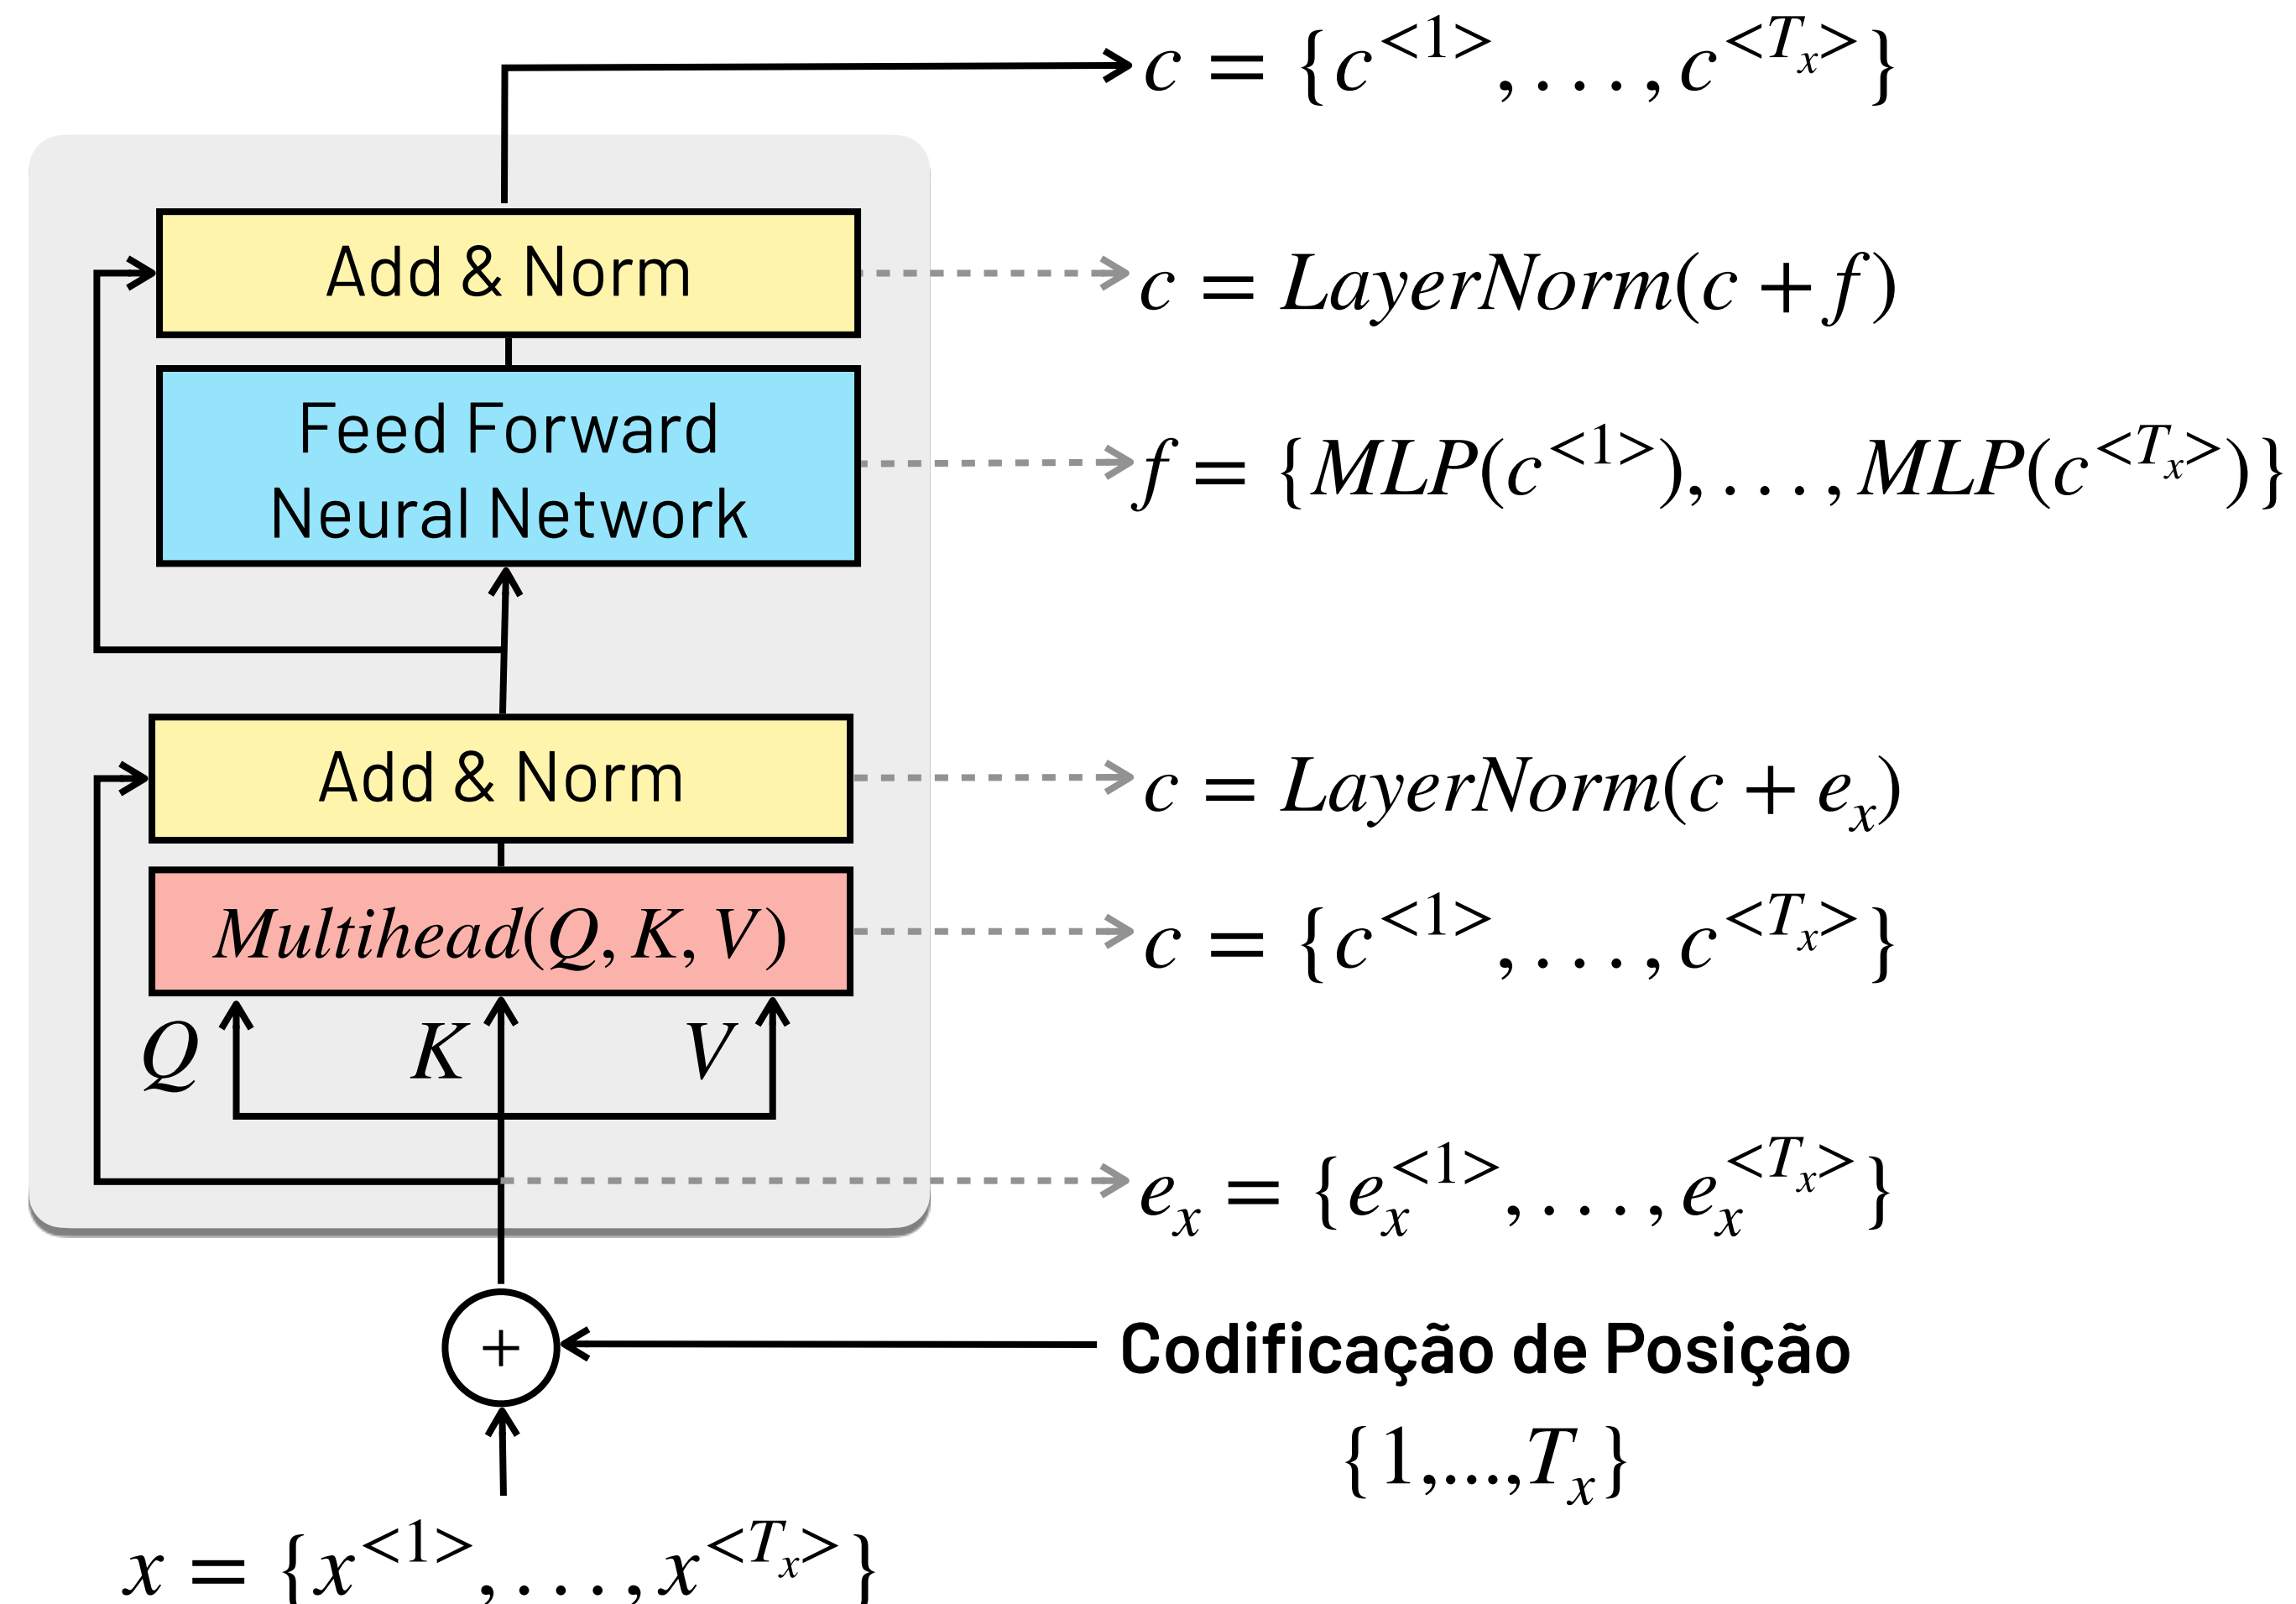 c = {c^{<1>}, . . . , c^{<T_x>}}
Add & Norm
c = LayerNorm(c + f)
Feed Forward
Neural Network
f = {MLP(c^{<1>}), . . . , MLP(c^{<T_x>})}
Add & Norm
c = LayerNorm(c + e_x)
Multihead(Q, K, V)
c = {c^{<1>}, . . . , c^{<T_x>}}
Q K V
e_x = {e_x^{<1>}, . . . , e_x^{<T_x>}}
+
Codificação de Posição
{1,...,T_x}
x = {x^{<1>}, . . . , x^{<T_x>}}